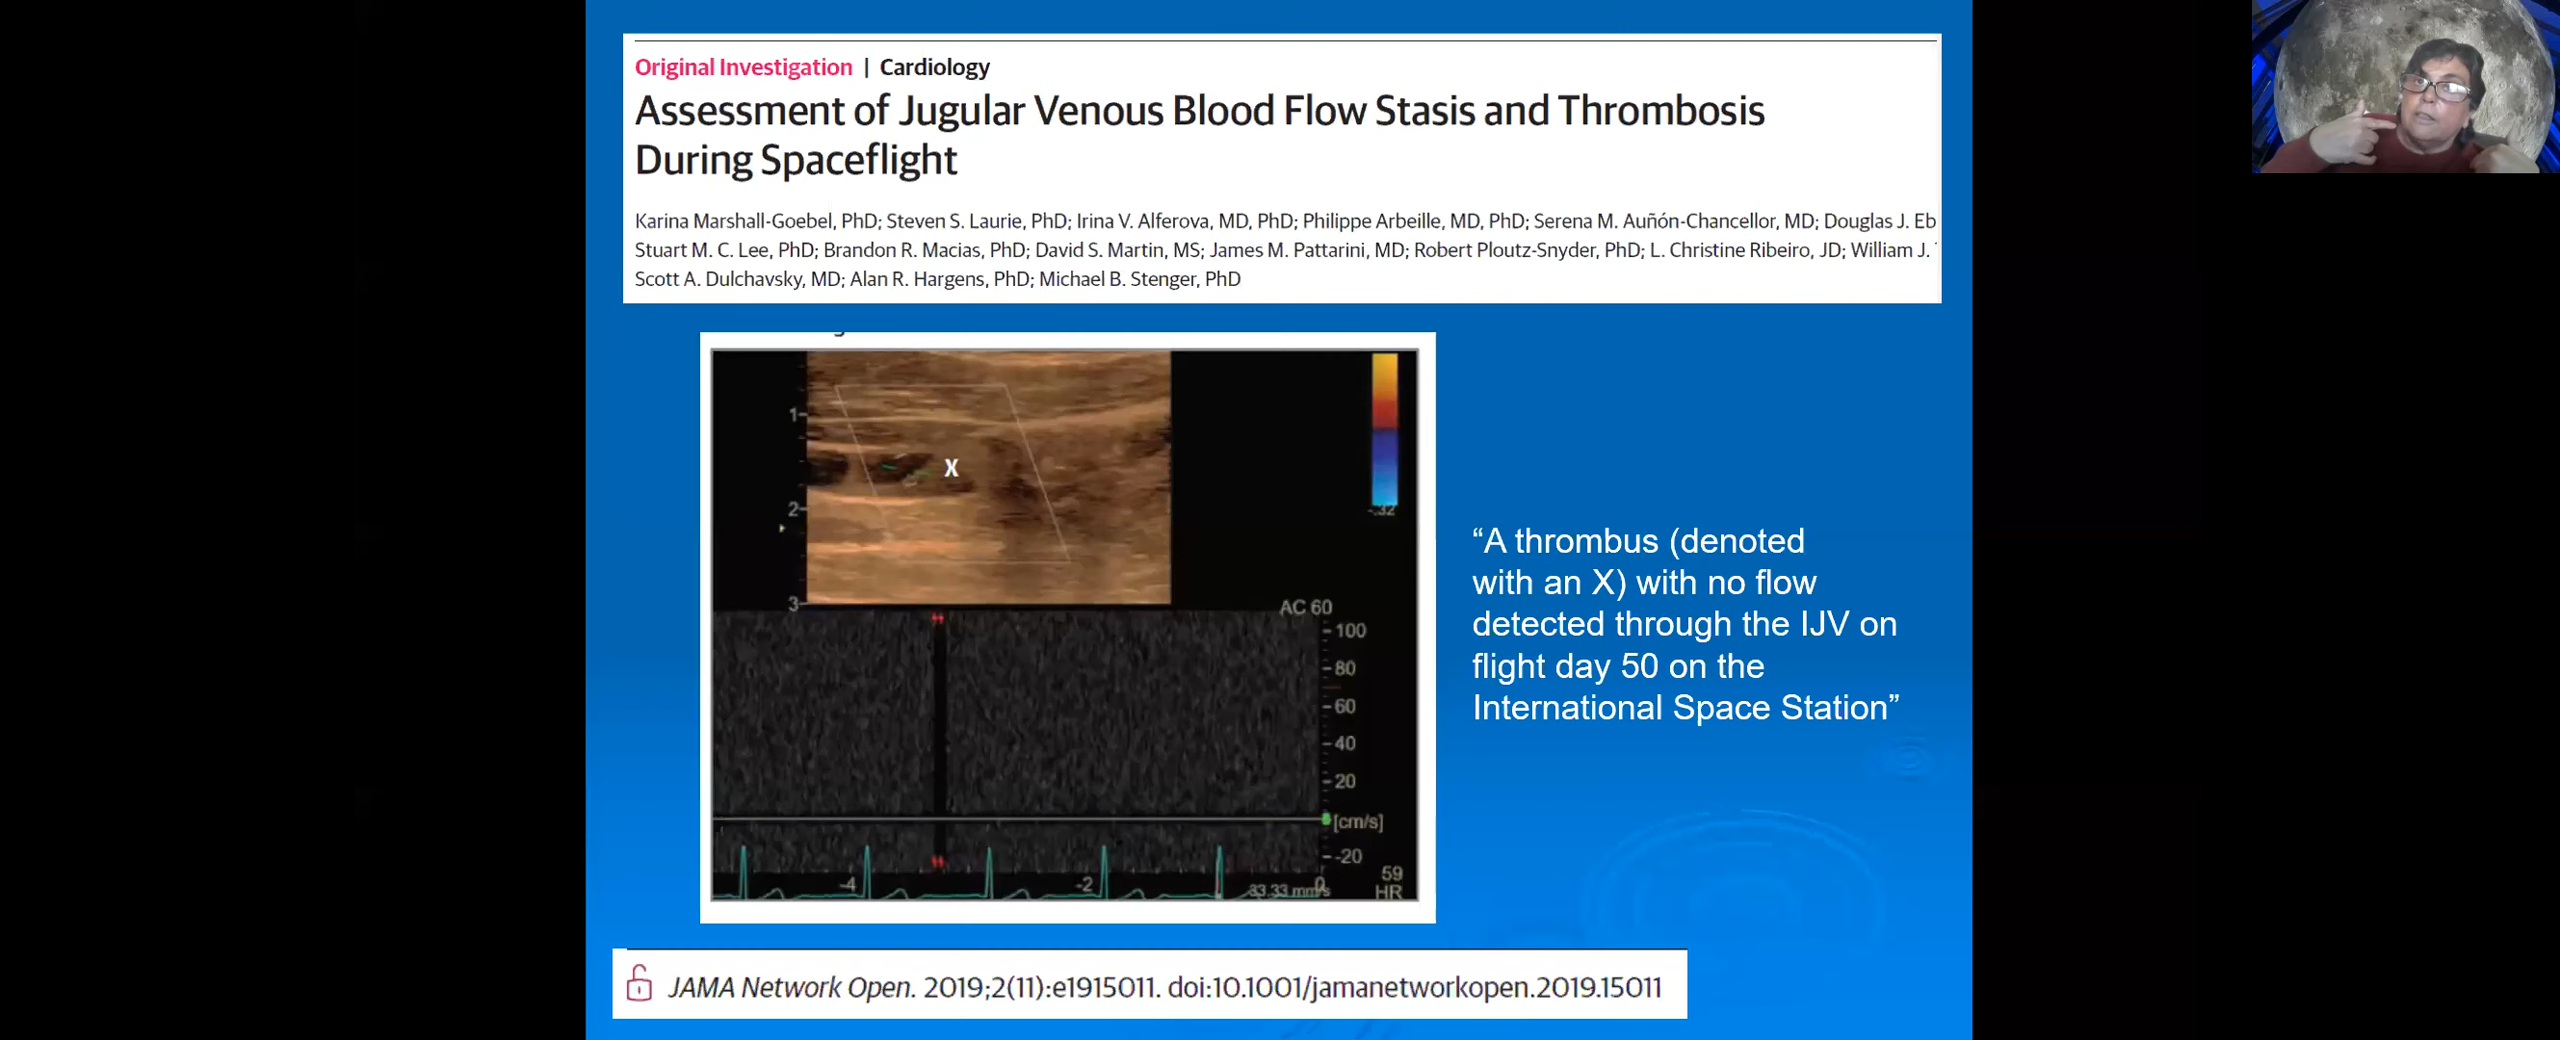 Original Investigation | Cardiology
Assessment of Jugular Venous Blood Flow Stasis and Thrombosis
During Spaceflight
Karina Marshall-Goebel, PhD; Steven S. Laurie, PhD; Irina V. Alferova, MD, PhD; Philippe Arbeille, MD, PhD; Serena M. Auñón-Chancellor, MD; Douglas J. Eb
Stuart M. C. Lee, PhD; Brandon R. Macias, PhD; David S. Martin, MS; James M. Pattarini, MD; Robert Ploutz-Snyder, PhD; L. Christine Ribeiro, JD; William J.
Scott A. Dulchavsky, MD; Alan R. Hargens, PhD; Michael B. Stenger, PhD
1
X
2
-.32
3
AC 60
100
80
60
40
20
[cm/s]
-20
-4
-2
0
33.33 mm/s
59
HR
“A thrombus (denoted
with an X) with no flow
detected through the IJV on
flight day 50 on the
International Space Station”
JAMA Network Open. 2019;2(11):e1915011. doi:10.1001/jamanetworkopen.2019.15011